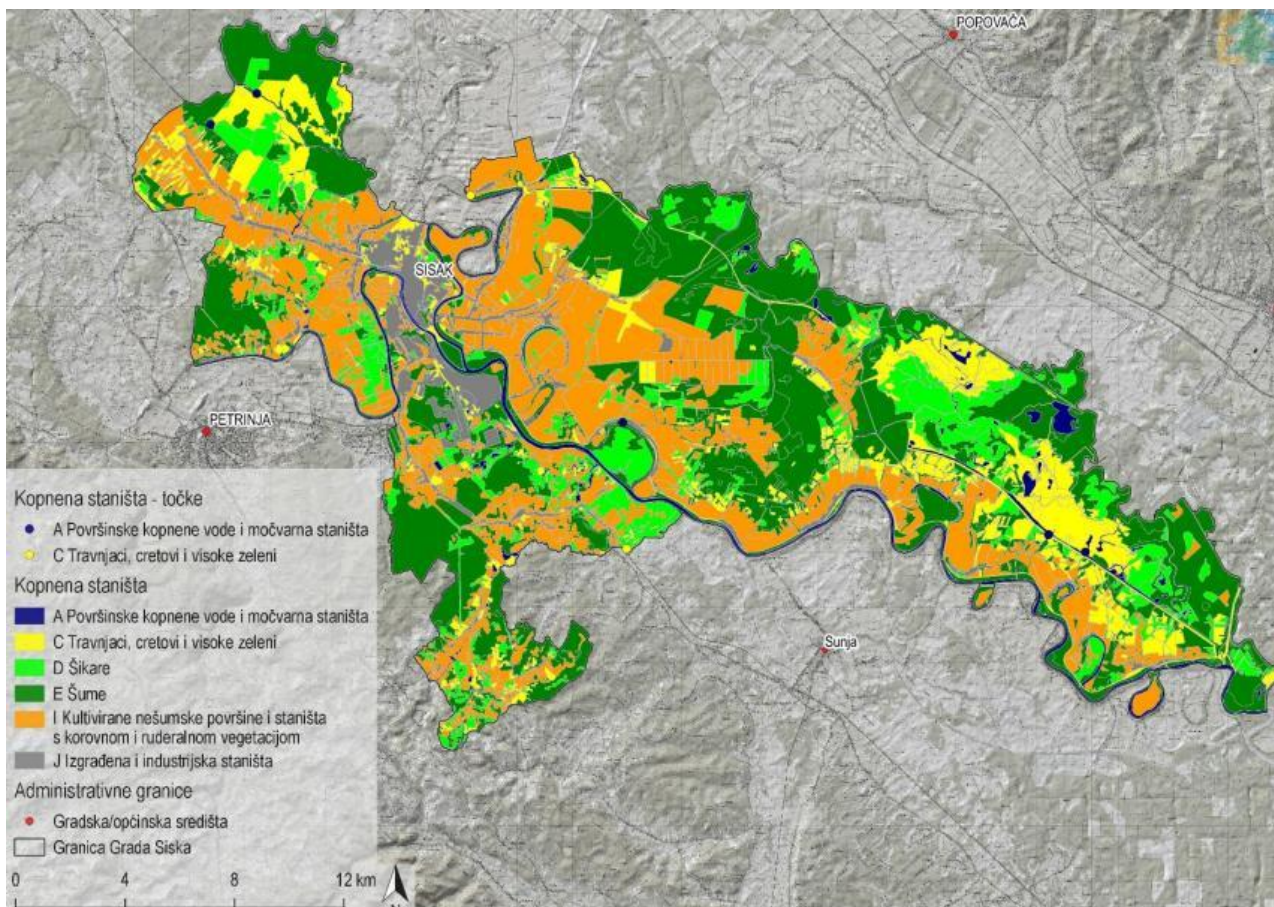 POPOVAČA
SISAK
PETRINJA
Sunja
Kopnena staništa - točke
A Površinske kopnene vode i močvarna staništa
C Travnjaci, cretovi i visoke zeleni
Kopnena staništa
A Površinske kopnene vode i močvarna staništa
C Travnjaci, cretovi i visoke zeleni
D Šikare
E Šume
I Kultivirane nešumske površine i staništa
s korovnom i ruderalnom vegetacijom
J Izgrađena i industrijska staništa
Administrativne granice
Gradska/općinska središta
Granica Grada Siska
0 4 8 12 km